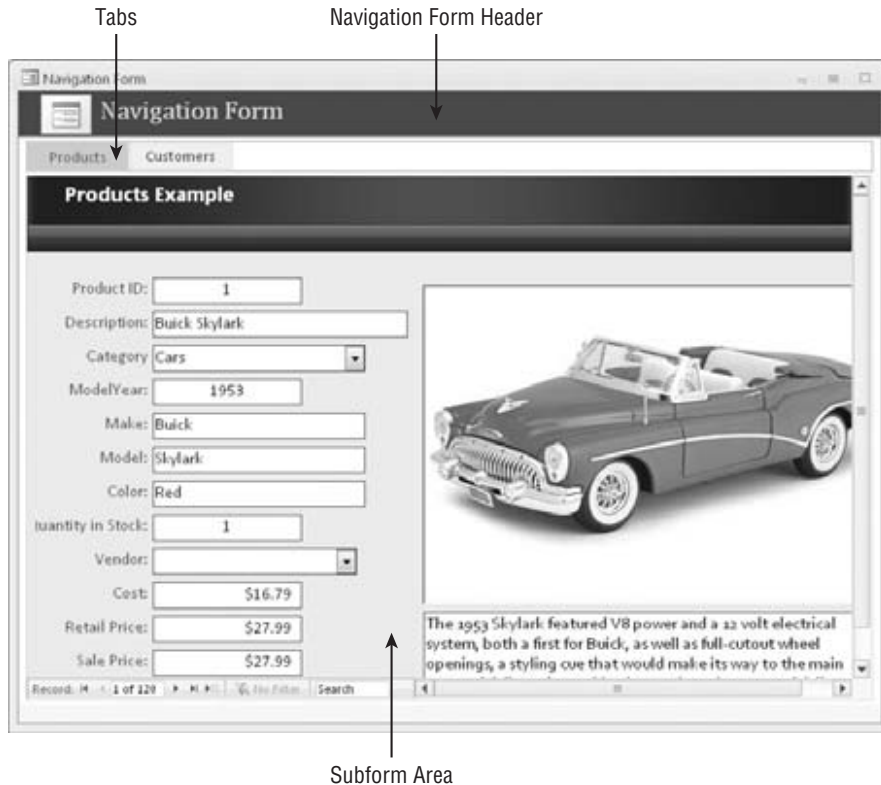 Tabs
Navigation Form Header
Navigation Form
Navigation Form
Products
Customers
Products Example
Product ID: 1
Description: Buick Skylark
Category Cars
ModelYear: 1953
Make: Buick
Model: Skylark
Color: Red
uantity in Stock: 1
Vendor:
Cost: $16.79
Retail Price: $27.99
Sale Price: $27.99
The 1953 Skylark featured V8 power and a 12 volt electrical
system, both a first for Buick, as well as full-cutout wheel
openings, a styling cue that would make its way to the main
Record: 1 of 120 No Filter Search
Subform Area